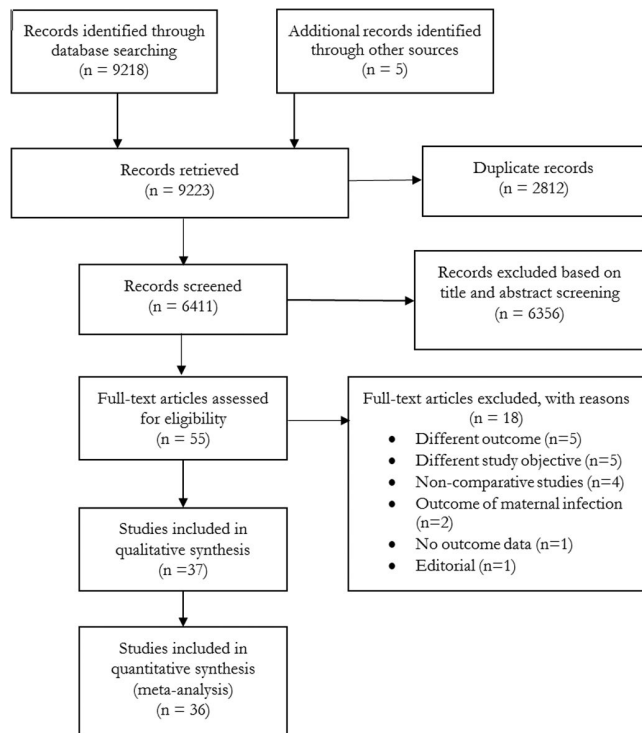 Records identified through
database searching
(n = 9218)
Additional records identified
through other sources
(n = 5)
Records retrieved
(n = 9223)
Duplicate records
(n = 2812)
Records screened
(n = 6411)
Records excluded based on
title and abstract screening
(n = 6356)
Full-text articles assessed
for eligibility
(n = 55)
Full-text articles excluded, with reasons
(n = 18)
• Different outcome (n=5)
• Different study objective (n=5)
• Non-comparative studies (n=4)
• Outcome of maternal infection
(n=2)
• No outcome data (n=1)
• Editorial (n=1)
Studies included in
qualitative synthesis
(n =37)
Studies included in
quantitative synthesis
(meta-analysis)
(n = 36)